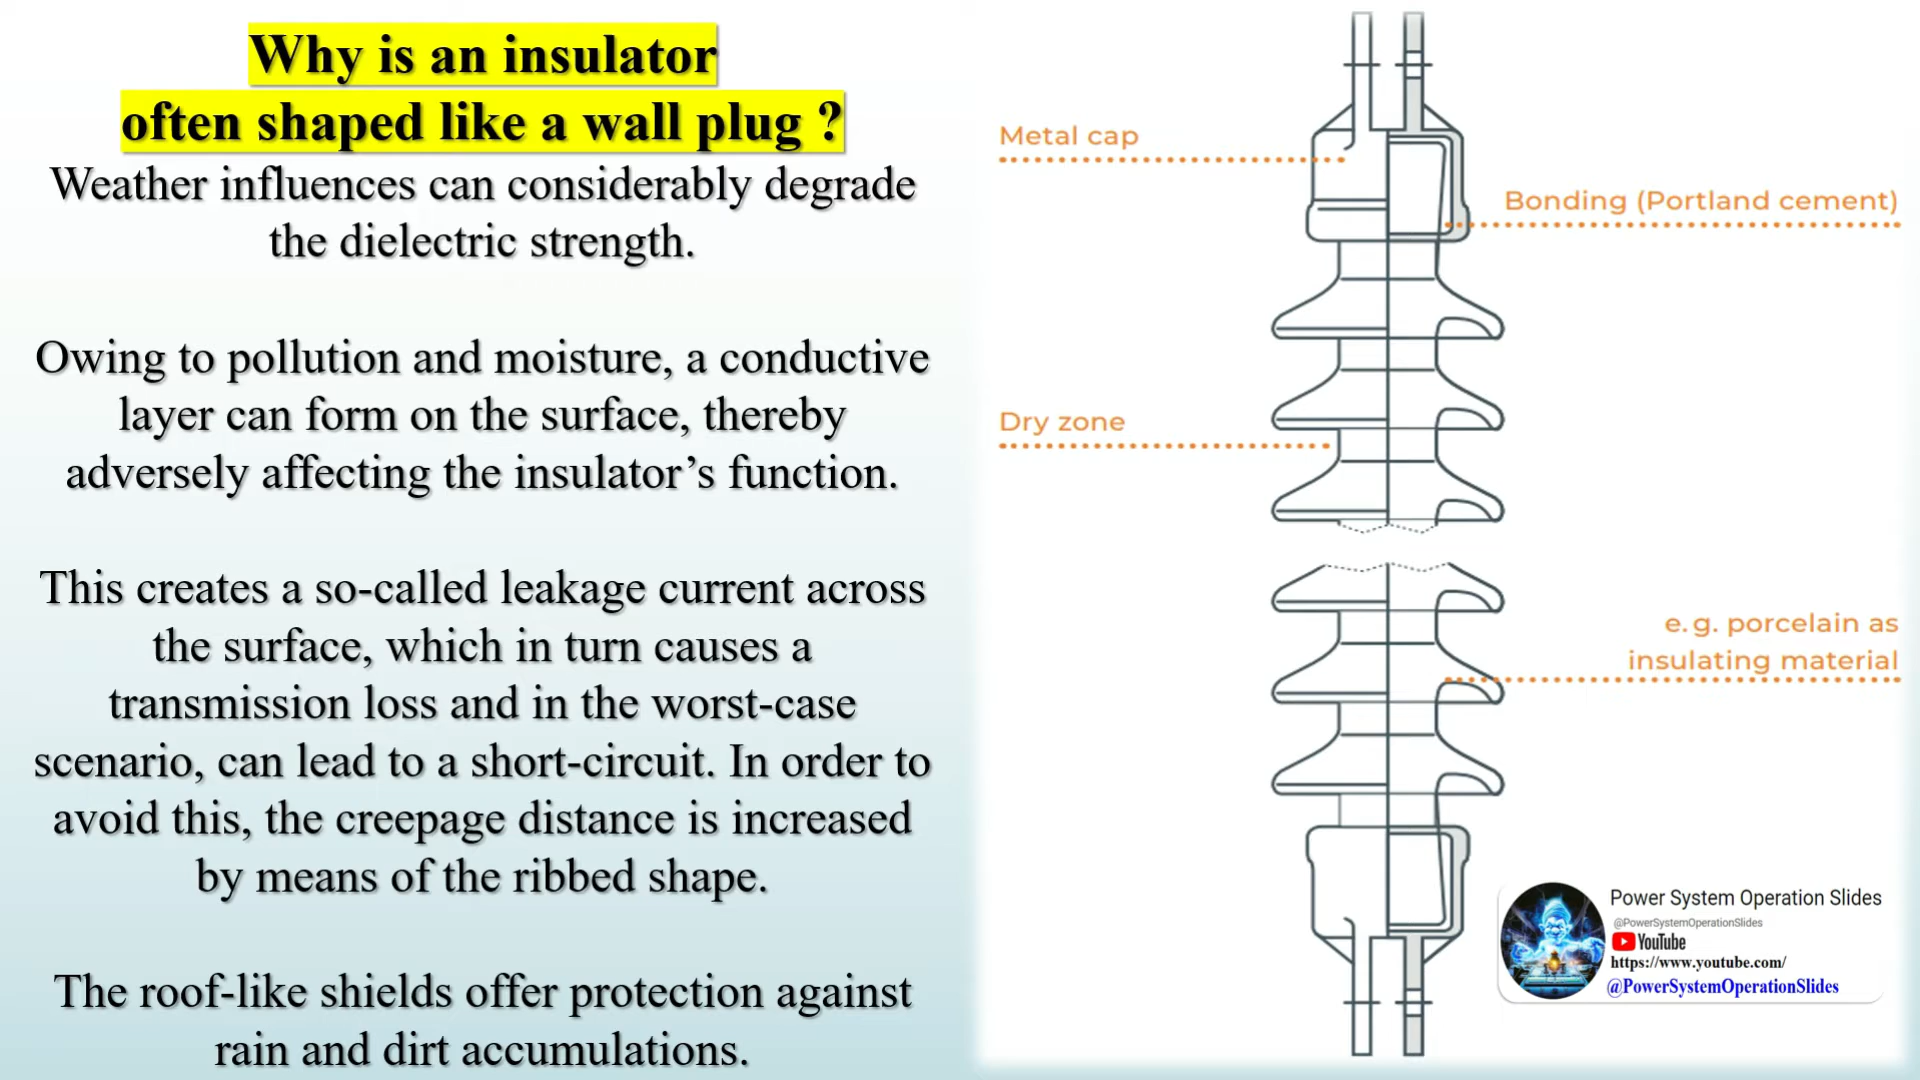 Why is an insulator
often shaped like a wall plug ?
Weather influences can considerably degrade
the dielectric strength.
Owing to pollution and moisture, a conductive
layer can form on the surface, thereby
adversely affecting the insulator’s function.
This creates a so-called leakage current across
the surface, which in turn causes a
transmission loss and in the worst-case
scenario, can lead to a short-circuit. In order to
avoid this, the creepage distance is increased
by means of the ribbed shape.
The roof-like shields offer protection against
rain and dirt accumulations.
Metal cap
Bonding (Portland cement)
Dry zone
e.g. porcelain as
insulating material
Power System Operation Slides
@PowerSystemOperationSlides
YouTube
https://www.youtube.com/
@PowerSystemOperationSlides